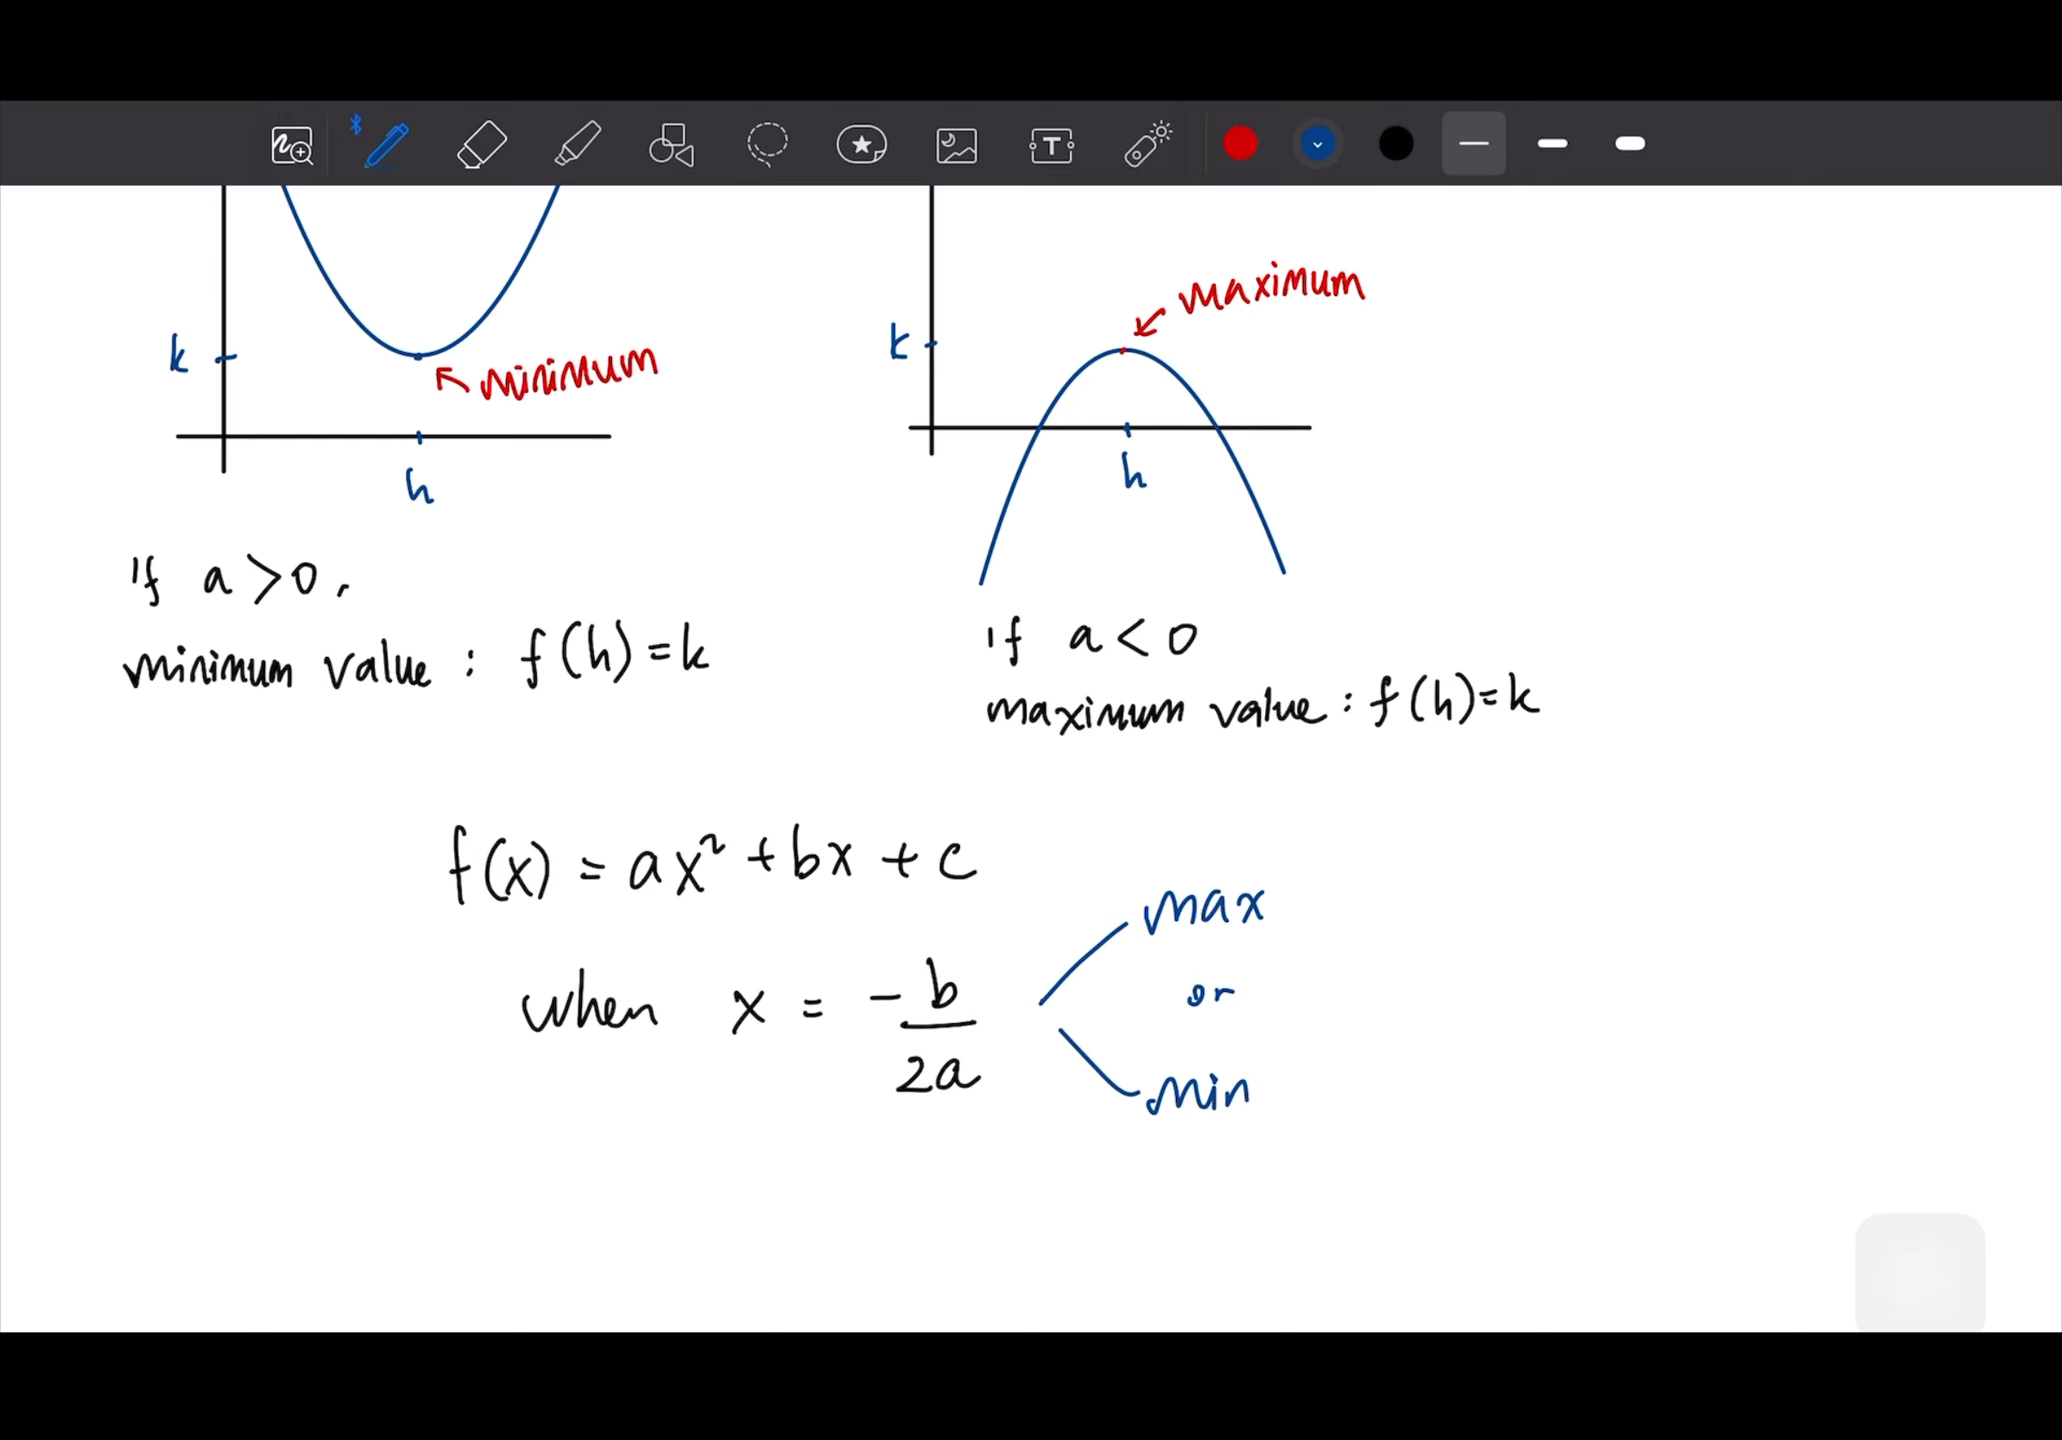 maximum
k
k
minimum
h
h
If a > 0,
minimum value : f(h) = k
If a < 0
maximum value : f(h) = k
f(x) = ax² + bx + c
max
when x = -b/2a
or
min